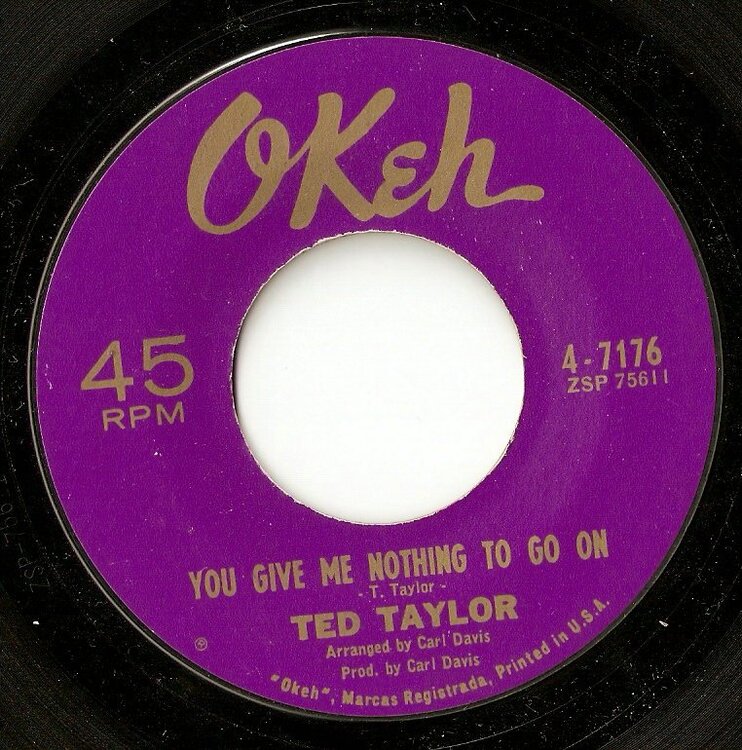 OKeh
45
RPM
4-7176
ZSP 75611
YOU GIVE ME NOTHING TO GO ON
- T. Taylor -
TED TAYLOR
Arranged by Carl Davis
Prod. by Carl Davis
℗
"Okeh", Marcas Registrada, Printed in U.S.A.